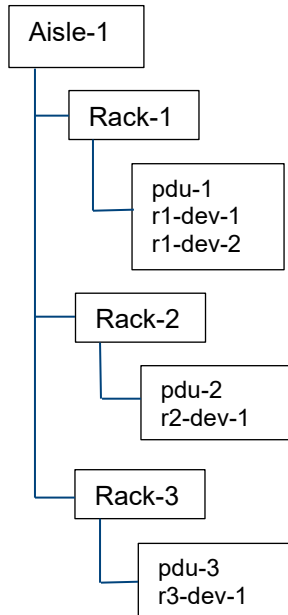 Aisle-1
Rack-1
pdu-1
r1-dev-1
r1-dev-2
Rack-2
pdu-2
r2-dev-1
Rack-3
pdu-3
r3-dev-1